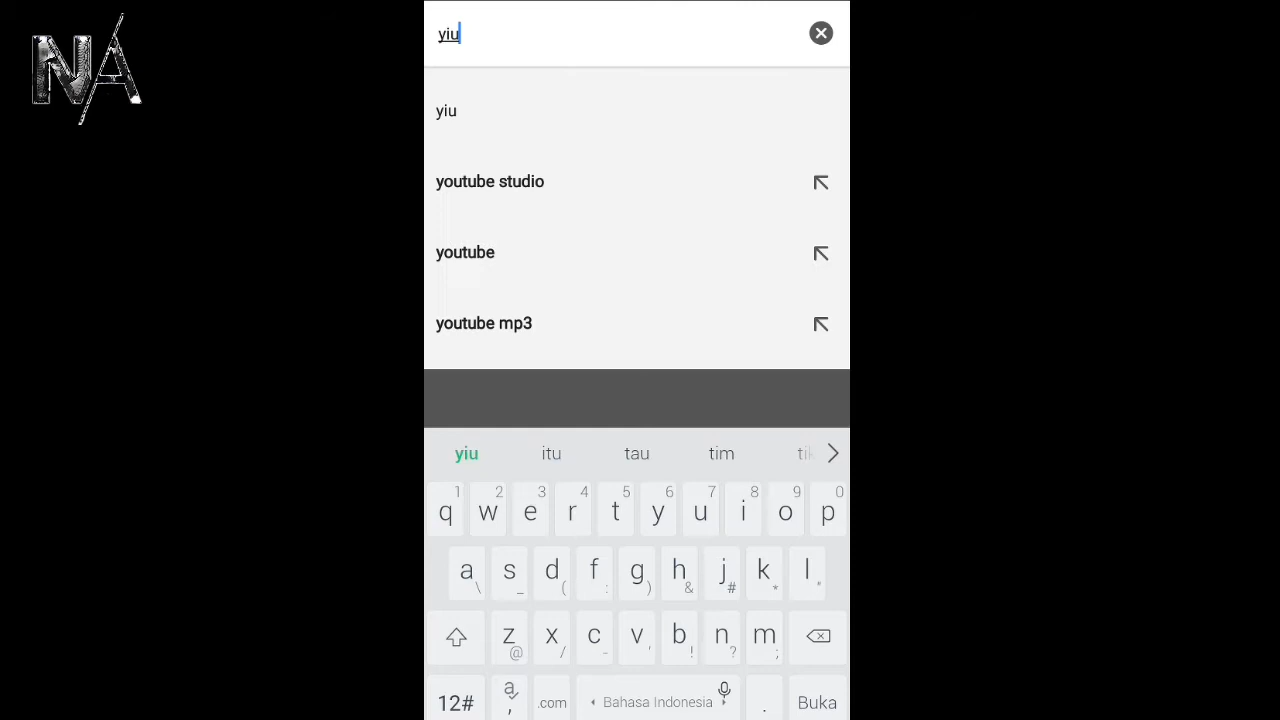 NA
yiu
yiu
youtube studio
youtube
youtube mp3
yiu itu tau tim
1 2 3 4 5 6 7 8 9 0
q w e r t y u i o p
a s d f g h j k l
\ _ ( : ) & # * "
z x c v b n m
@ / - ' ! ? ;
12# a , .com Bahasa Indonesia . Buka